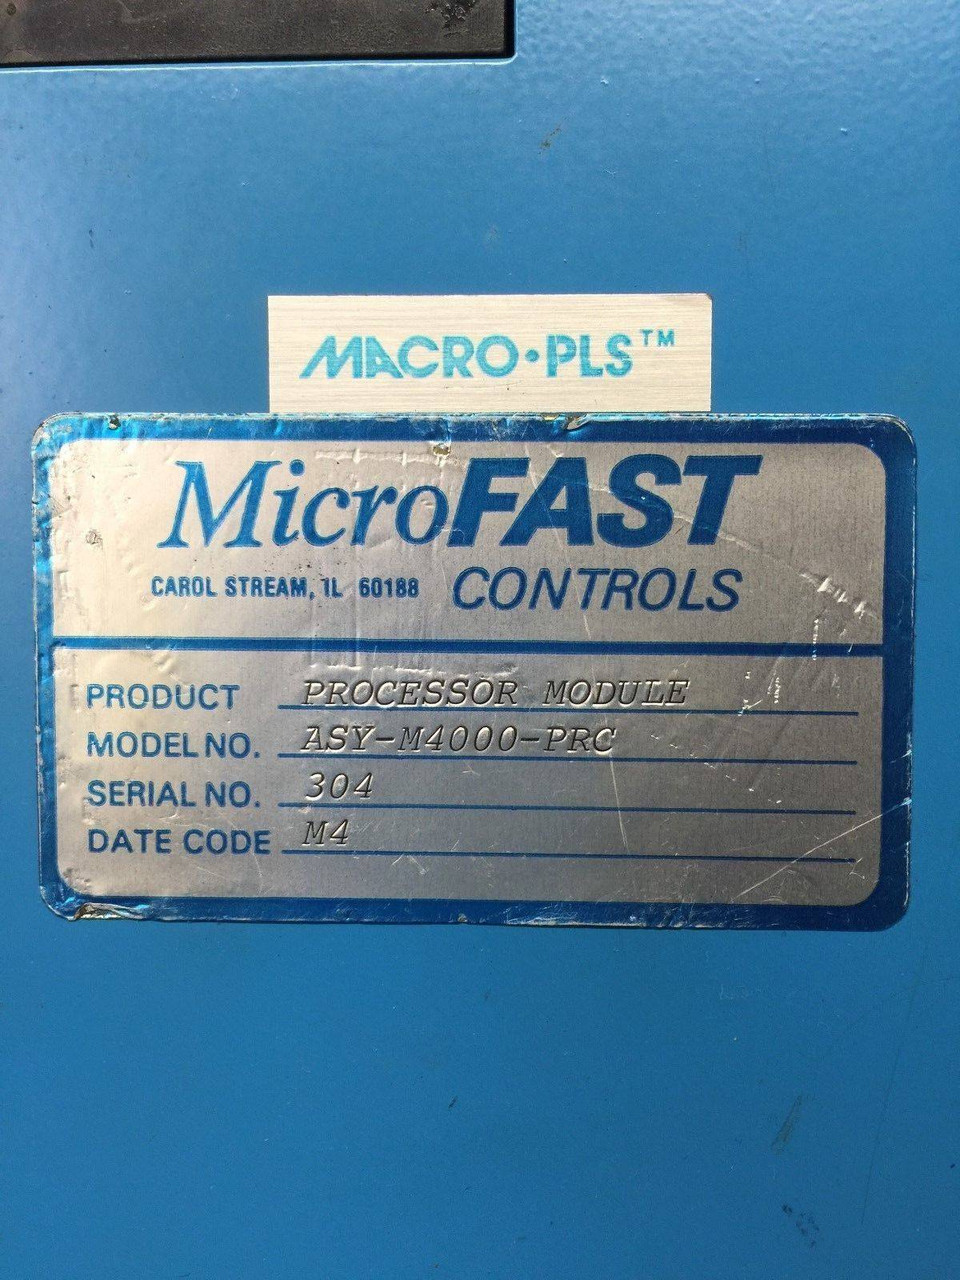 MACRO•PLS™
MicroFAST
CAROL STREAM, IL 60188 CONTROLS
PRODUCT PROCESSOR MODULE
MODEL NO. ASY-M4000-PRC
SERIAL NO. 304
DATE CODE M4